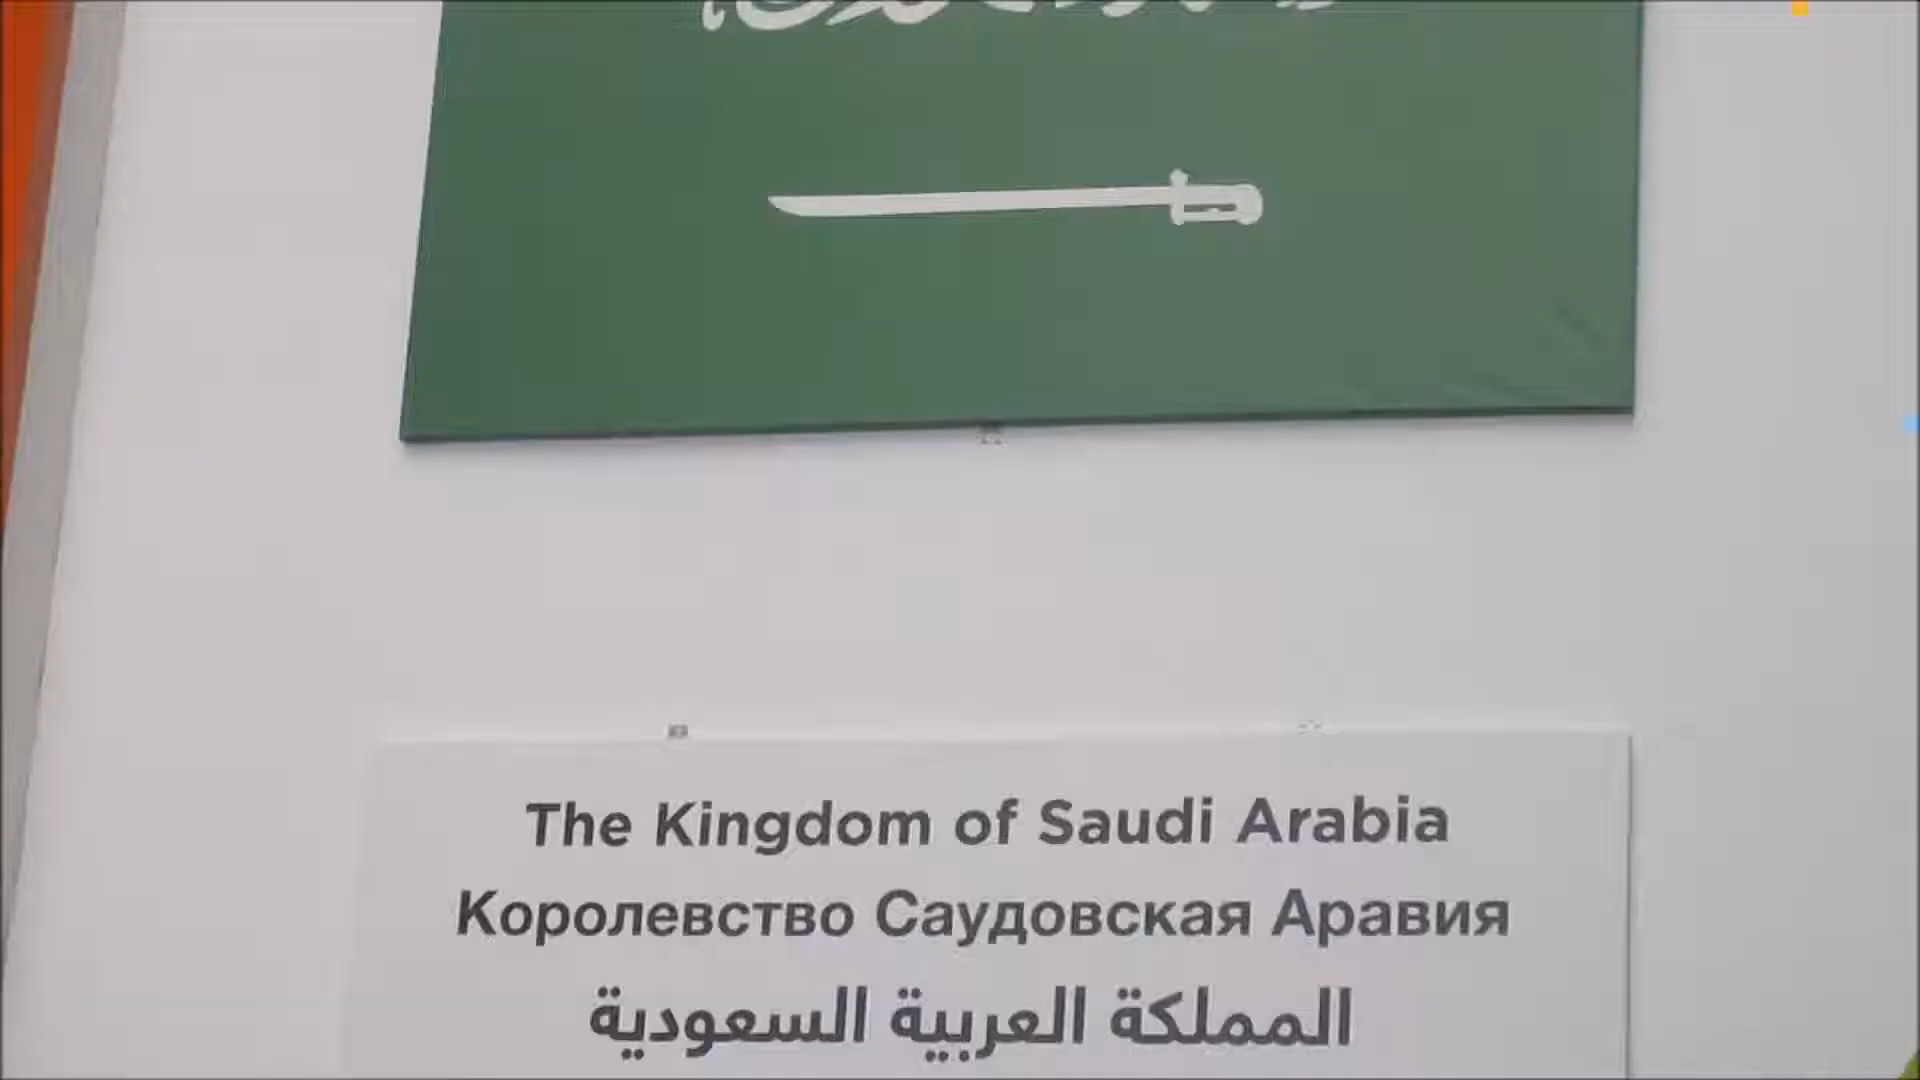 The Kingdom of Saudi Arabia
Королевство Саудовская Аравия
المملكة العربية السعودية